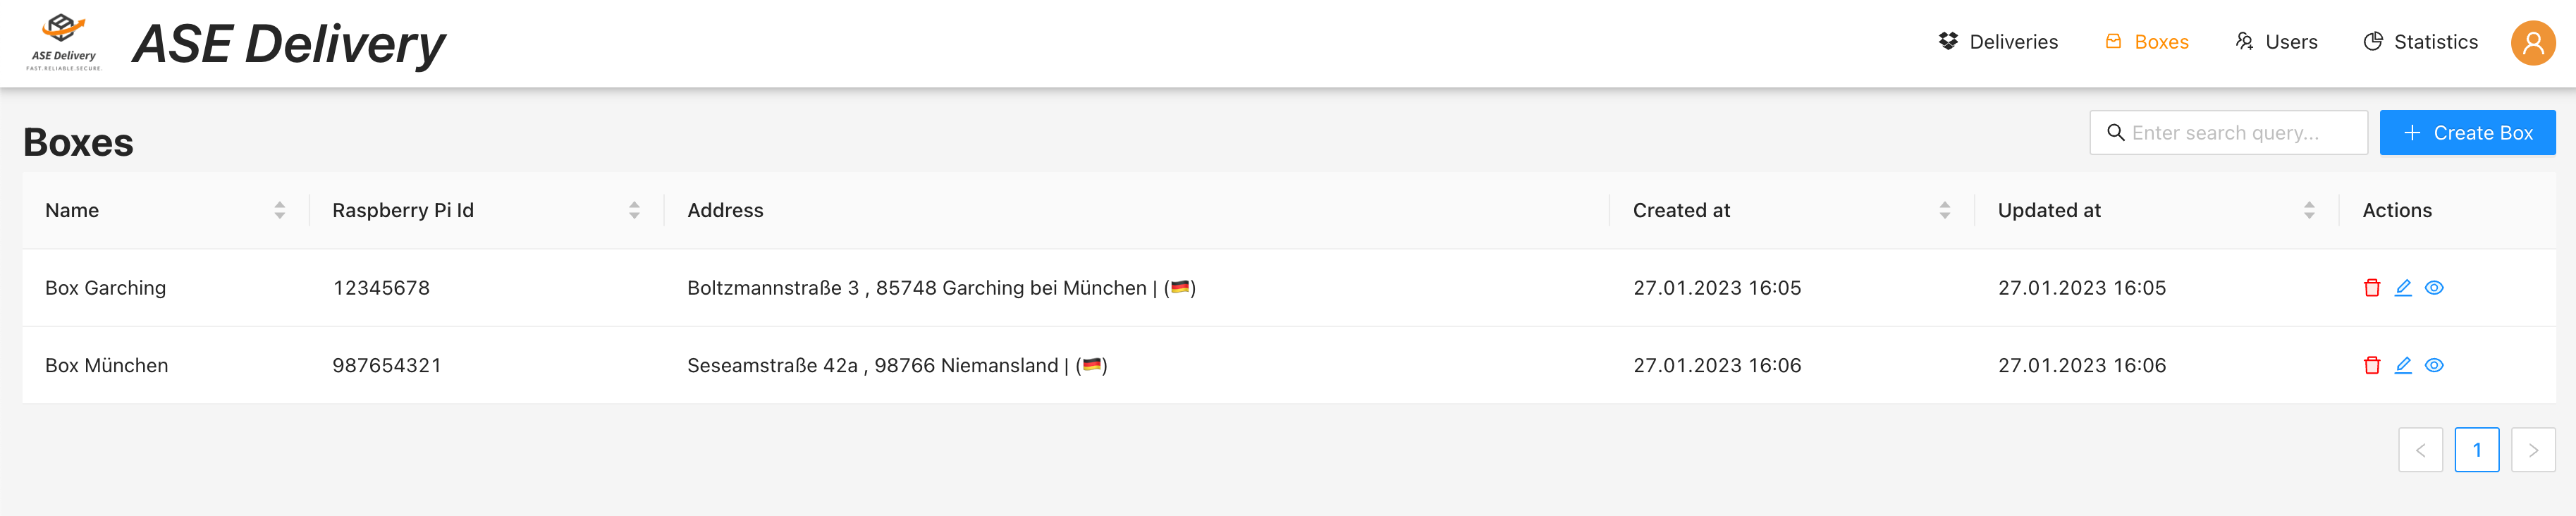 ASE Delivery
FAST.RELIABLE.SECURE.
ASE Delivery
Deliveries Boxes Users Statistics
Boxes
Enter search query...
+ Create Box
Name Raspberry Pi Id Address Created at Updated at Actions
Box Garching 12345678 Boltzmannstraße 3 , 85748 Garching bei München | (🇩🇪) 27.01.2023 16:05 27.01.2023 16:05
Box München 987654321 Seseamstraße 42a , 98766 Niemansland | (🇩🇪) 27.01.2023 16:06 27.01.2023 16:06
< 1 >